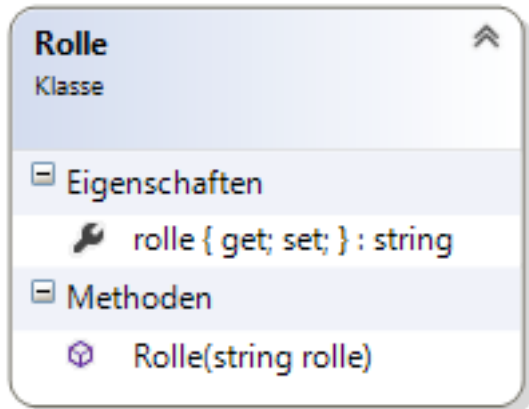 Rolle
Klasse
Eigenschaften
rolle { get; set; } : string
Methoden
Rolle(string rolle)